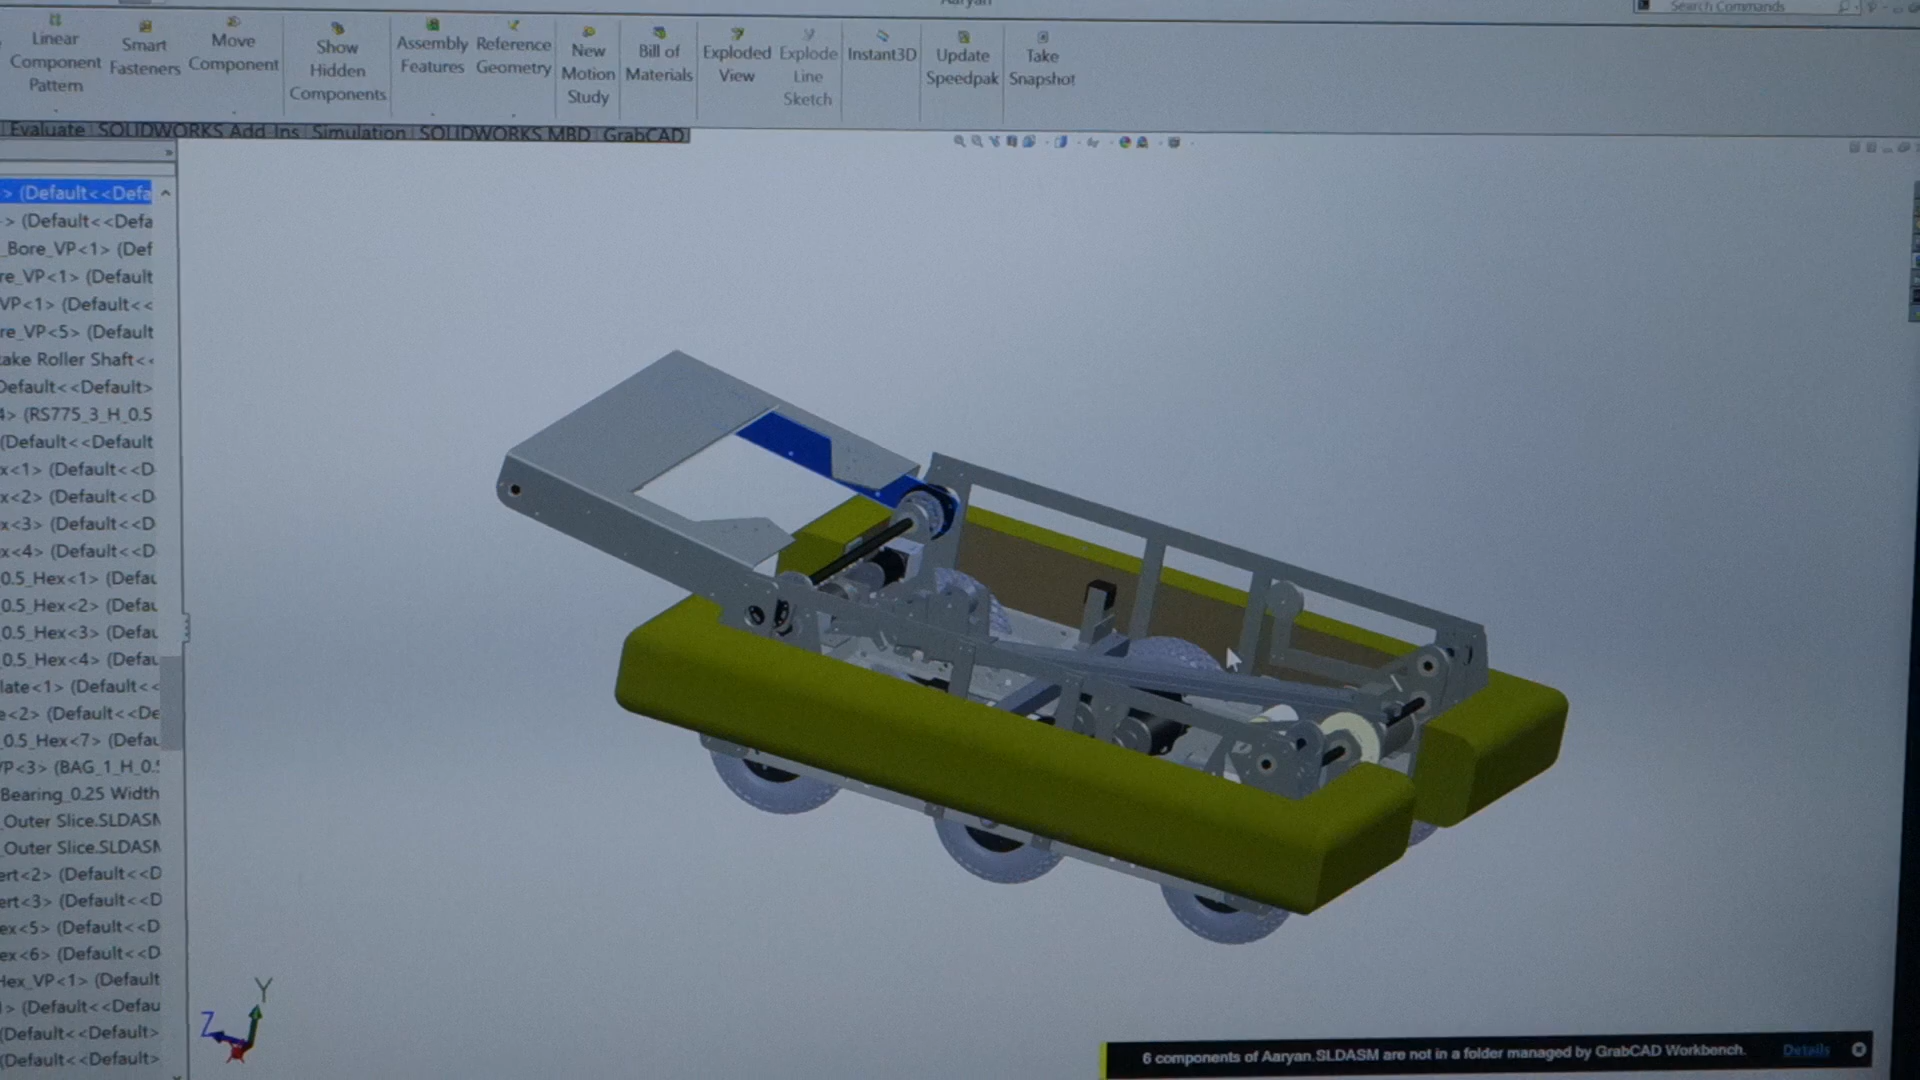 Aaryan
Search Commands
Linear
Component
Pattern
Smart
Fasteners
Move
Component
Show
Hidden
Components
Assembly
Features
Reference
Geometry
New
Motion
Study
Bill of
Materials
Exploded
View
Explode
Line
Sketch
Instant3D
Update
Speedpak
Take
Snapshot
Evaluate | SOLIDWORKS Add Ins | Simulation | SOLIDWORKS MBD | GrabCAD
> (Default<<Defa
> (Default<<Defa
_Bore_VP<1> (Def
re_VP<1> (Default
VP<1> (Default<<
re_VP<5> (Default
ake Roller Shaft<<
Default<<Default>
4> (RS775_3_H_0.5
(Default<<Default
x<1> (Default<<D
x<2> (Default<<D
x<3> (Default<<D
x<4> (Default<<D
0.5_Hex<1> (Defau
0.5_Hex<2> (Defau
0.5_Hex<3> (Defau
0.5_Hex<4> (Defau
late<1> (Default<<
e<2> (Default<<De
0.5_Hex<7> (Defau
/P<3> (BAG_1_H_0.5
Bearing_0.25 Width
_Outer Slice.SLDASM
_Outer Slice.SLDASM
ert<2> (Default<<D
ert<3> (Default<<D
ex<5> (Default<<D
ex<6> (Default<<D
Hex_VP<1> (Default
> (Default<<Defau
(Default<<Default>
(Default<<Default>
Y
Z
6 components of Aaryan.SLDASM are not in a folder managed by GrabCAD Workbench. Details